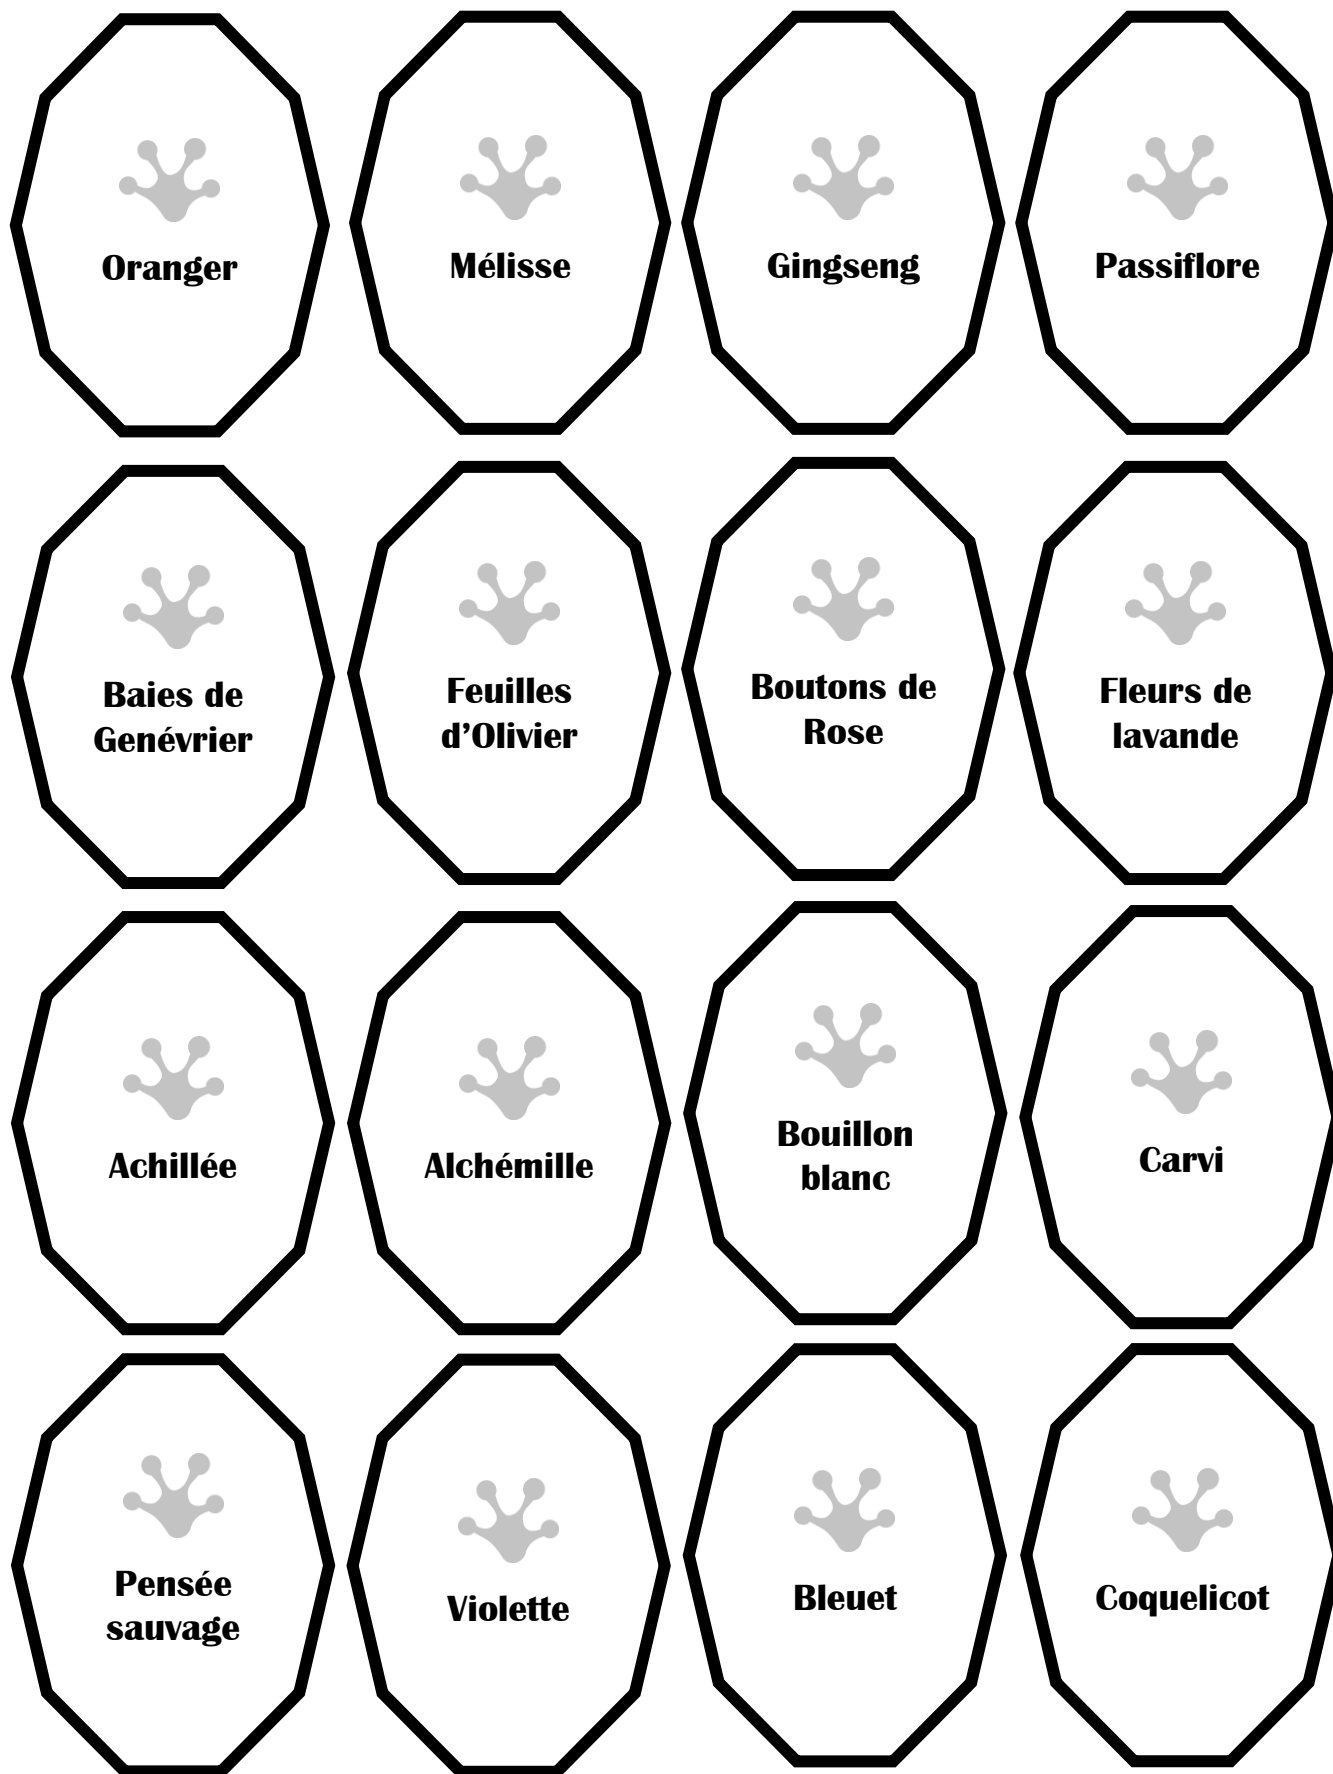 Oranger
Mélisse
Gingseng
Passiflore
Baies de
Genévrier
Feuilles
d’Olivier
Boutons de
Rose
Fleurs de
lavande
Achillée
Alchémille
Bouillon
blanc
Carvi
Pensée
sauvage
Violette
Bleuet
Coquelicot